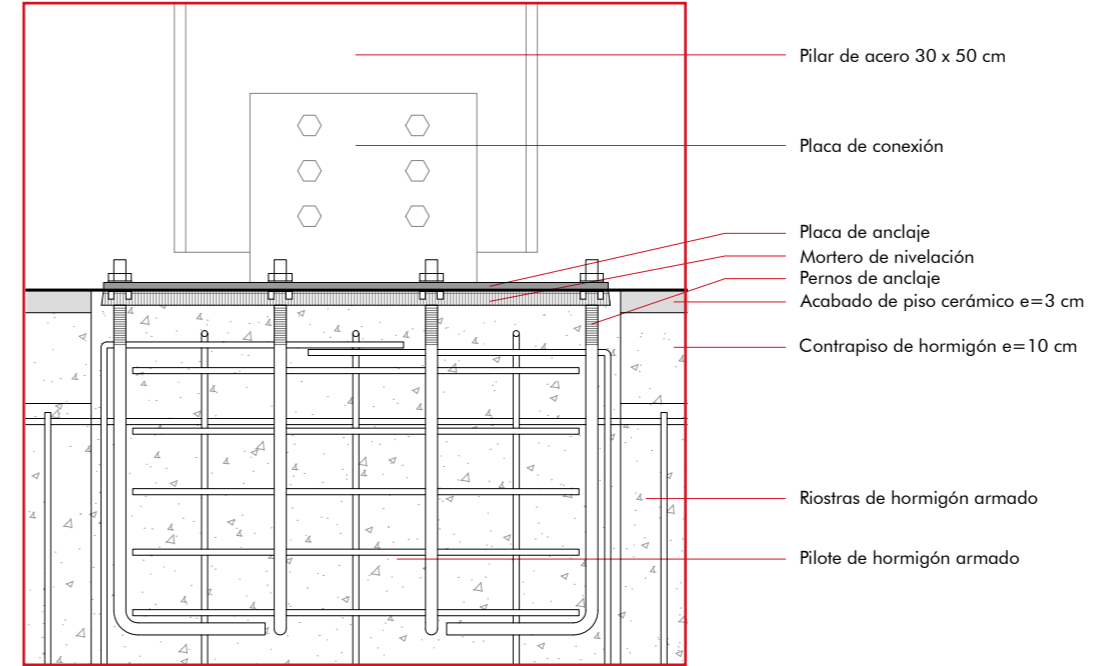 Pilar de acero 30 x 50 cm
Placa de conexión
Placa de anclaje
Mortero de nivelación
Pernos de anclaje
Acabado de piso cerámico e=3 cm
Contrapiso de hormigón e=10 cm
Riostras de hormigón armado
Pilote de hormigón armado